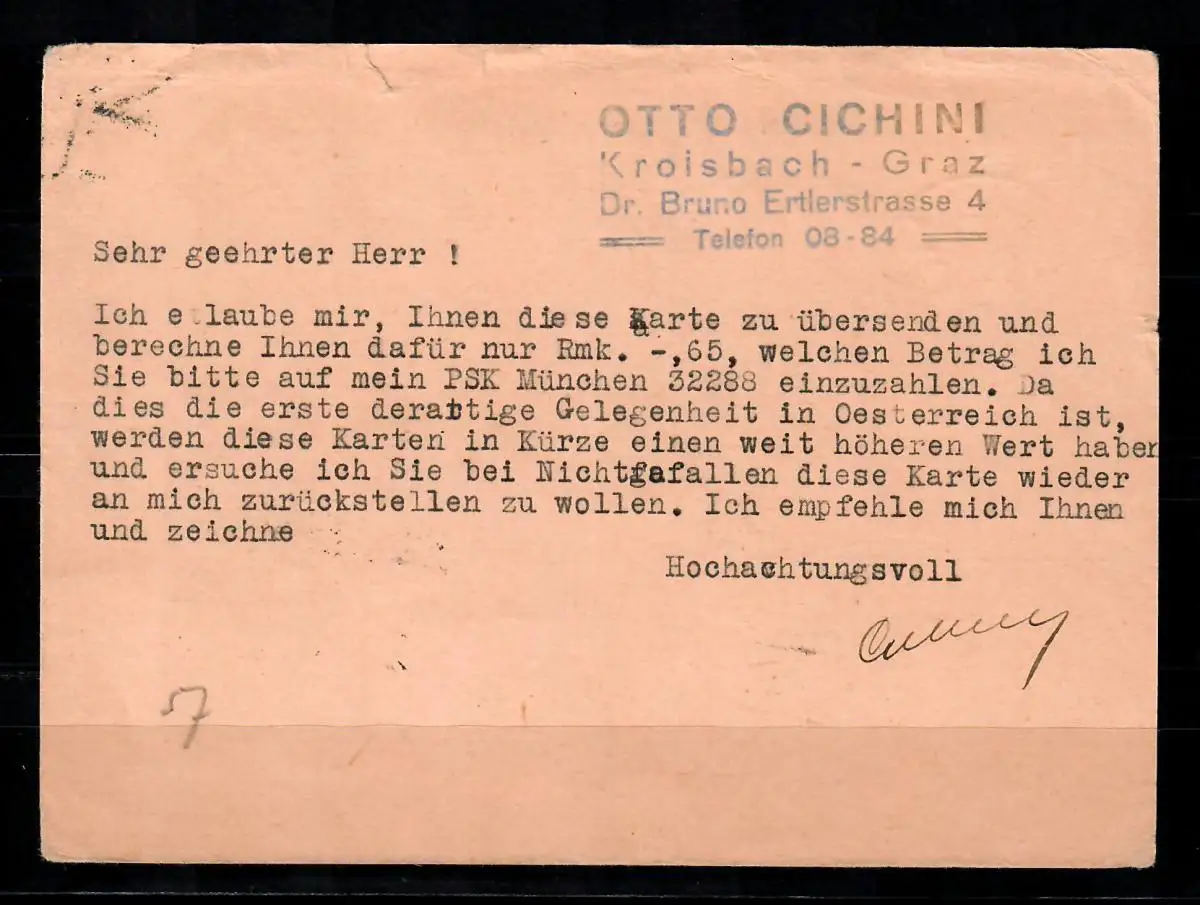 OTTO CICHINI
Kroisbach - Graz
Dr. Bruno Ertlerstrasse 4
Telefon 08-84
Sehr geehrter Herr !
Ich e laube mir, Ihnen diese Karte zu übersenden und
berechne Ihnen dafür nur Rmk. -,65, welchen Betrag ich
Sie bitte auf mein PSK München 32288 einzuzahlen. Da
dies die erste derattige Gelegenheit in Oesterreich ist,
werden diese Karten in Kürze einen weit höheren Wert haben
und ersuche ich Sie bei Nichtgefallen diese Karte wieder
an mich zurückstellen zu wollen. Ich empfehle mich Ihnen
und zeichne
Hochachtungsvoll
57